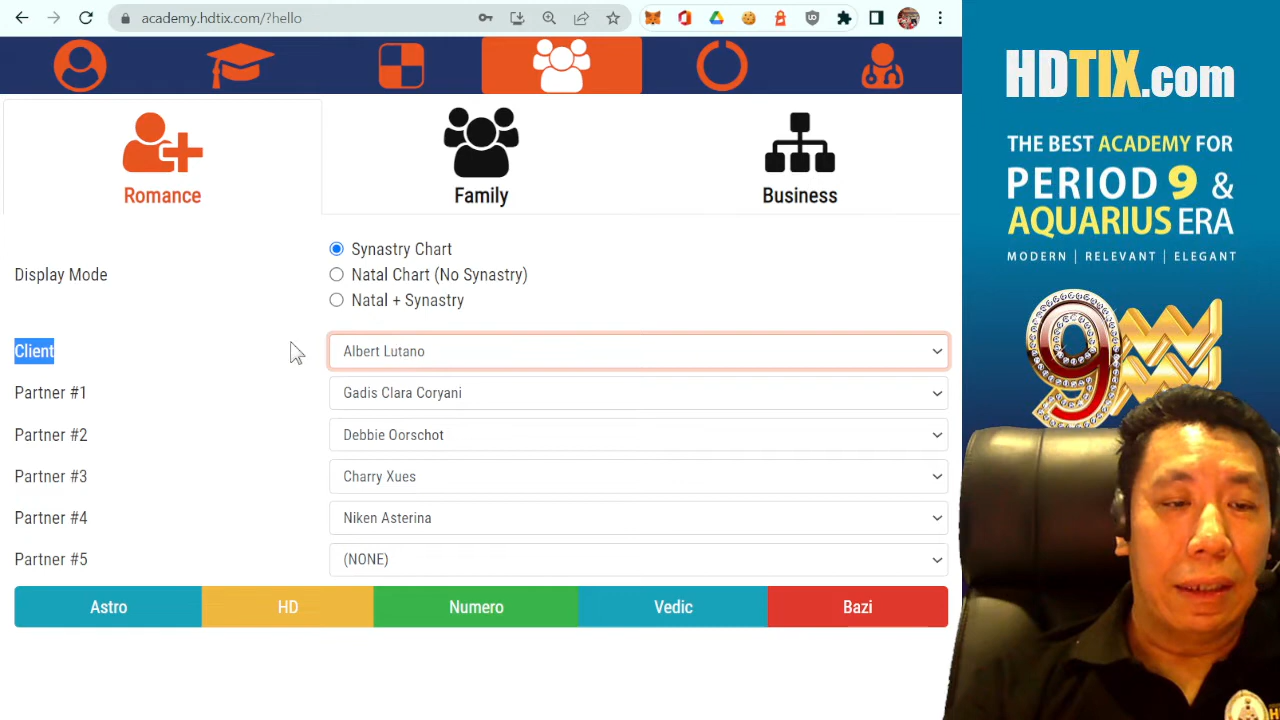 academy.hdtix.com/?hello
Romance
Family
Business
Display Mode
Synastry Chart
Natal Chart (No Synastry)
Natal + Synastry
Client
Albert Lutano
Partner #1
Gadis Clara Coryani
Partner #2
Debbie Oorschot
Partner #3
Charry Xues
Partner #4
Niken Asterina
Partner #5
(NONE)
Astro
HD
Numero
Vedic
Bazi
HDTIX.com
THE BEST ACADEMY FOR
PERIOD 9 &
AQUARIUS ERA
MODERN | RELEVANT | ELEGANT
9